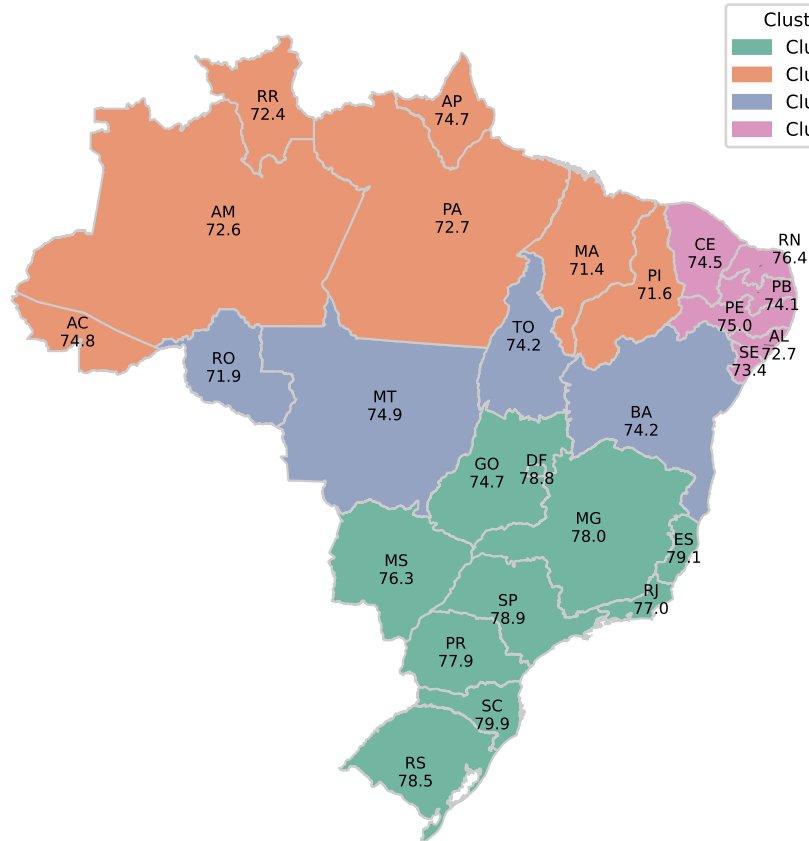 Clust
Clu
Clu
Clu
Clu
RR
72.4
AP
74.7
AM
72.6
PA
72.7
MA
71.4
PI
71.6
CE
74.5
RN
76.4
PB
74.1
PE
75.0
AL
72.7
SE
73.4
AC
74.8
RO
71.9
TO
74.2
MT
74.9
BA
74.2
GO
74.7
DF
78.8
MG
78.0
ES
79.1
MS
76.3
SP
78.9
RJ
77.0
PR
77.9
SC
79.9
RS
78.5